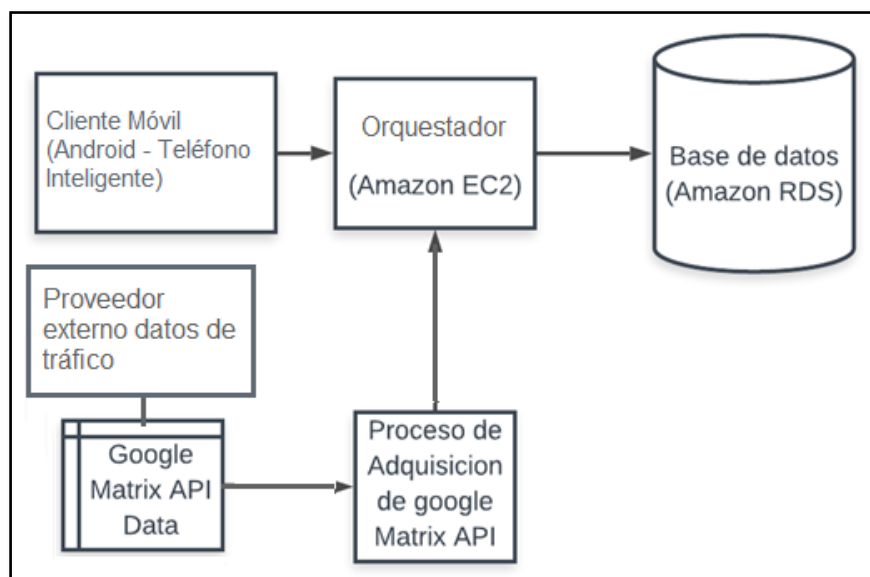 Cliente Móvil
(Android - Teléfono
Inteligente)
Orquestador
(Amazon EC2)
Base de datos
(Amazon RDS)
Proveedor
externo datos de
tráfico
Google
Matrix API
Data
Proceso de
Adquisicion
de google
Matrix API